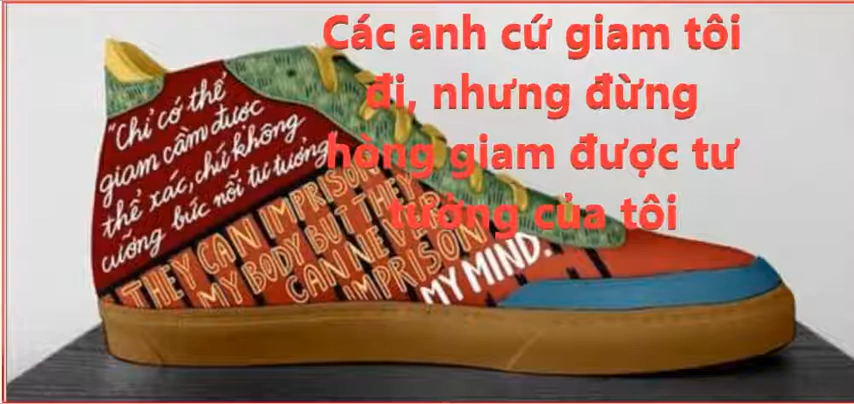 Các anh cứ giam tôi
đi, nhưng đừng
hòng giam được tư
tưởng của tôi
"Chỉ có thể
giam cầm được
thể xác, chứ không
cưỡng bức nỗi tư tưởng
THEY CAN IMPRISON
MY BODY BUT THEY
CAN NEVER
IMPRISON
MY MIND.